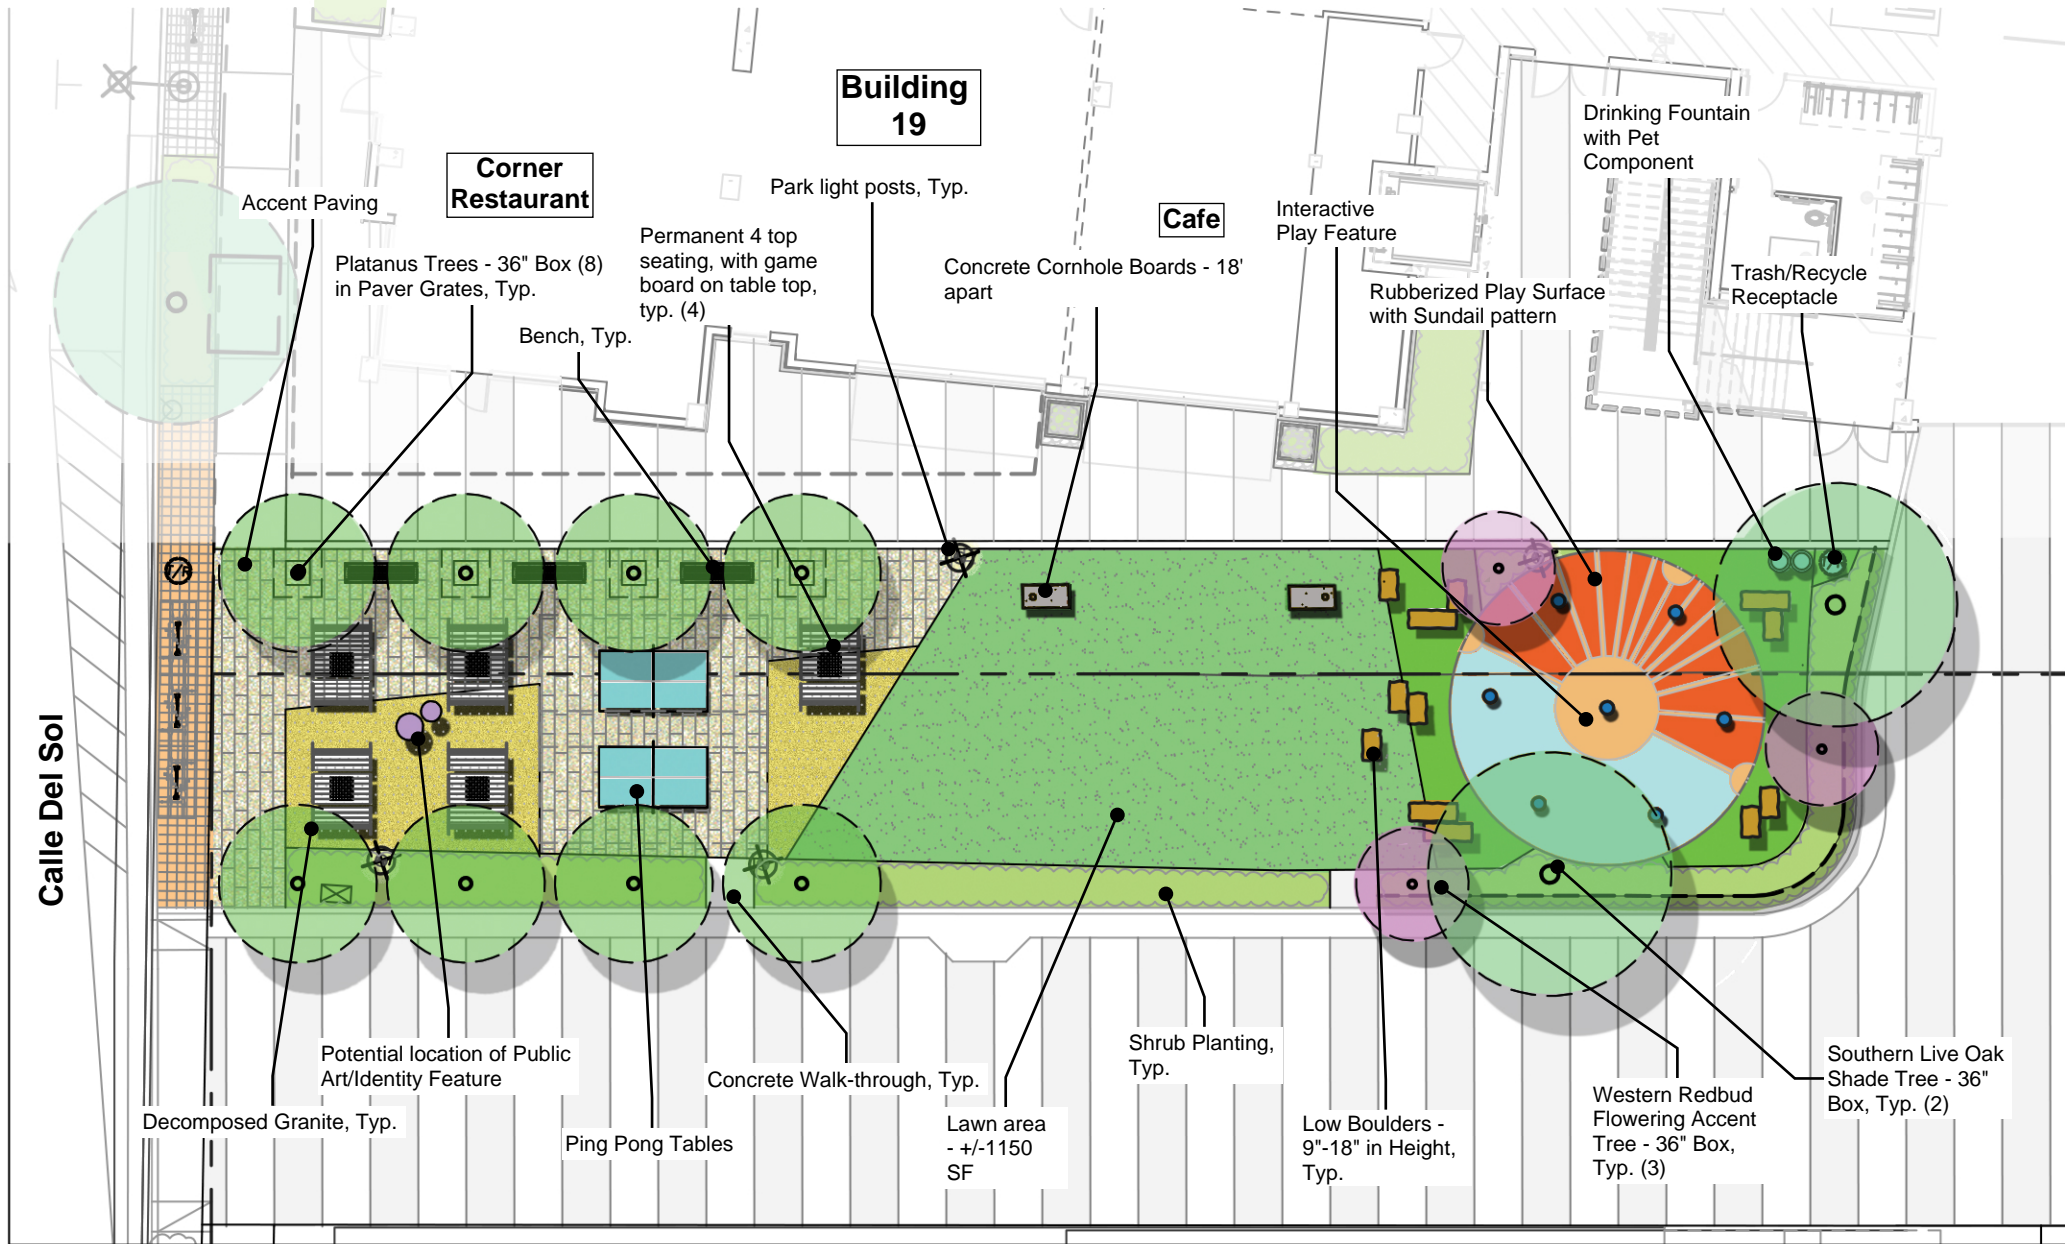 Building
19
Drinking Fountain
with Pet
Component
Corner
Restaurant
Park light posts, Typ.
Accent Paving
Cafe
Interactive
Play Feature
Permanent 4 top
seating, with game
board on table top,
typ. (4)
Platanus Trees - 36" Box (8)
in Paver Grates, Typ.
Concrete Cornhole Boards - 18'
apart
Trash/Recycle
Receptacle
Rubberized Play Surface
with Sundail pattern
Bench, Typ.
T/R
Calle Del Sol
Potential location of Public
Art/Identity Feature
Decomposed Granite, Typ.
Concrete Walk-through, Typ.
Ping Pong Tables
Lawn area
- +/-1150
SF
Shrub Planting,
Typ.
Low Boulders -
9"-18" in Height,
Typ.
Western Redbud
Flowering Accent
Tree - 36" Box,
Typ. (3)
Southern Live Oak
Shade Tree - 36"
Box, Typ. (2)